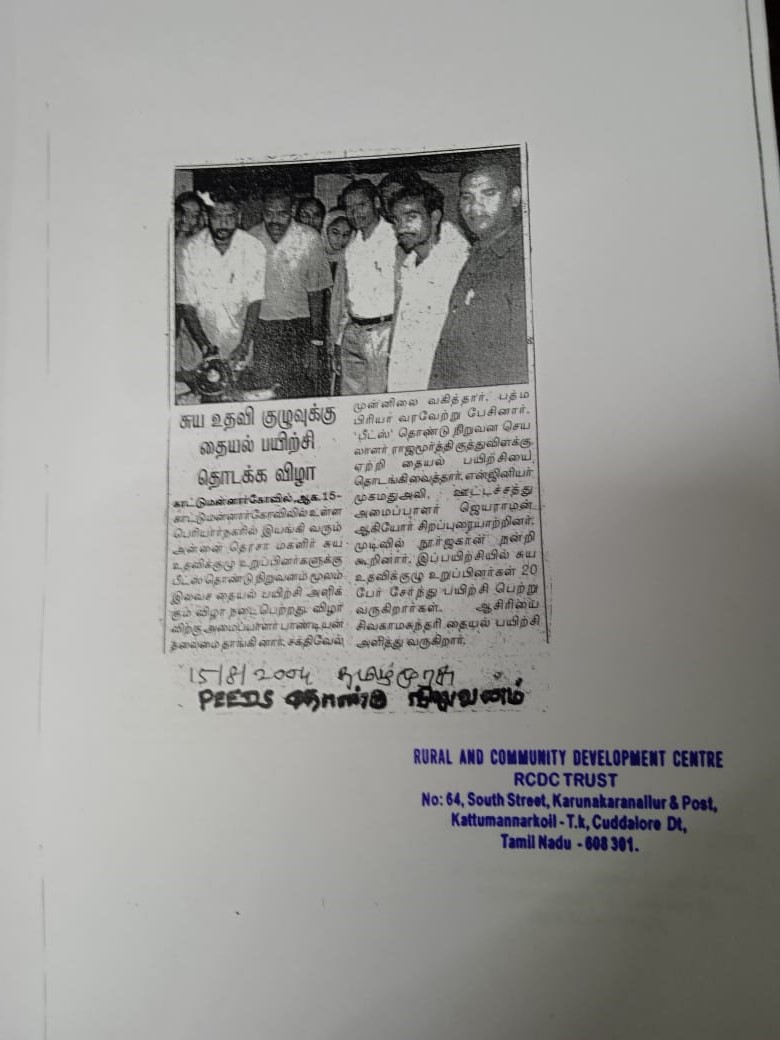 சுய உதவி குழுவுக்கு
தையல் பயிற்சி
தொடக்க விழா
காட்டுமன்னார்கோவில், ஆக. 15-
காட்டுமன்னார்கோவிலில் உள்ள
பெரியார்நகரில் இயங்கி வரும்
அன்னை தெரசா மகளிர் சுய
உதவிக்குழு உறுப்பினர்களுக்கு
பீட்ஸ் தொண்டு நிறுவனம் மூலம்
இலவச தையல் பயிற்சி அளிக்
கும் விழா நடைபெற்றது. விழா
விற்கு அமைப்பாளர் பாண்டியன்
தலைமை தாங்கினார். சக்திவேல்
முன்னிலை வகித்தார். பத்ம
பிரியா வரவேற்று பேசினார்.
'பீட்ஸ்' தொண்டு நிறுவன செய
லாளர் ராஜமூர்த்தி குத்துவிளக்கு
ஏற்றி தையல் பயிற்சியை
தொடங்கிவைத்தார். என்ஜினியர்
முகமதுஅலி, ஊட்டச்சத்து
அமைப்பாளர் ஜெயராமன்
ஆகியோர் சிறப்புரையாற்றினர்.
முடிவில் நூர்ஜகான் நன்றி
கூறினார். இப்பயிற்சியில் சுய
உதவிக்குழு உறுப்பினர்கள் 20
பேர் சேர்ந்து பயிற்சி பெற்று
வருகிறார்கள். ஆசிரியை
சிவகாமசுந்தரி தையல் பயிற்சி
அளித்து வருகிறார்.
15/8/2004 தமிழ்முரசு
PEEDS தொண்டு நிறுவனம்
RURAL AND COMMUNITY DEVELOPMENT CENTRE
RCDC TRUST
No: 64, South Street, Karunakaranallur & Post,
Kattumannarkoil - T.k, Cuddalore Dt,
Tamil Nadu - 608 301.